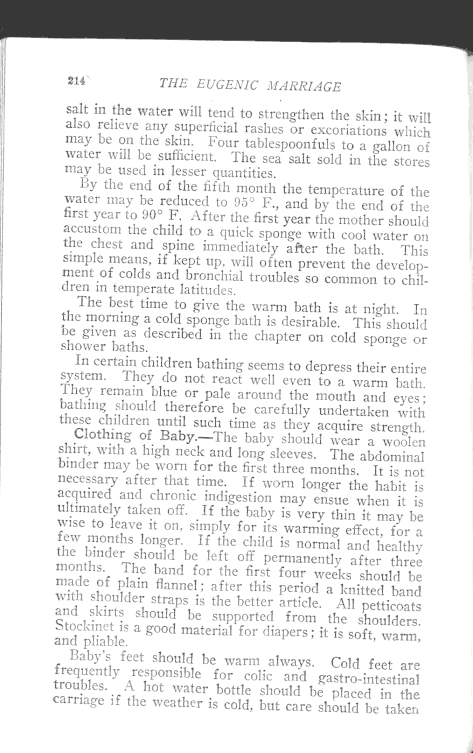 214
THE EUGENIC MARRIAGE
salt in the water will tend to strengthen the skin; it will
also relieve any superficial rashes or excoriations which
may be on the skin. Four tablespoonfuls to a gallon of
water will be sufficient. The sea salt sold in the stores
may be used in lesser quantities.
By the end of the fifth month the temperature of the
water may be reduced to 95° F., and by the end of the
first year to 90° F. After the first year the mother should
accustom the child to a quick sponge with cool water on
the chest and spine immediately after the bath. This
simple means, if kept up, will often prevent the develop-
ment of colds and bronchial troubles so common to chil-
dren in temperate latitudes.
The best time to give the warm bath is at night. In
the morning a cold sponge bath is desirable. This should
be given as described in the chapter on cold sponge or
shower baths.
In certain children bathing seems to depress their entire
system. They do not react well even to a warm bath.
They remain blue or pale around the mouth and eyes;
bathing should therefore be carefully undertaken with
these children until such time as they acquire strength.
Clothing of Baby.—The baby should wear a woolen
shirt, with a high neck and long sleeves. The abdominal
binder may be worn for the first three months. It is not
necessary after that time. If worn longer the habit is
acquired and chronic indigestion may ensue when it is
ultimately taken off. If the baby is very thin it may be
wise to leave it on, simply for its warming effect, for a
few months longer. If the child is normal and healthy
the binder should be left off permanently after three
months. The band for the first four weeks should be
made of plain flannel; after this period a knitted band
with shoulder straps is the better article. All petticoats
and skirts should be supported from the shoulders.
Stockinet is a good material for diapers; it is soft, warm,
and pliable.
Baby's feet should be warm always. Cold feet are
frequently responsible for colic and gastro-intestinal
troubles. A hot water bottle should be placed in the
carriage if the weather is cold, but care should be taken